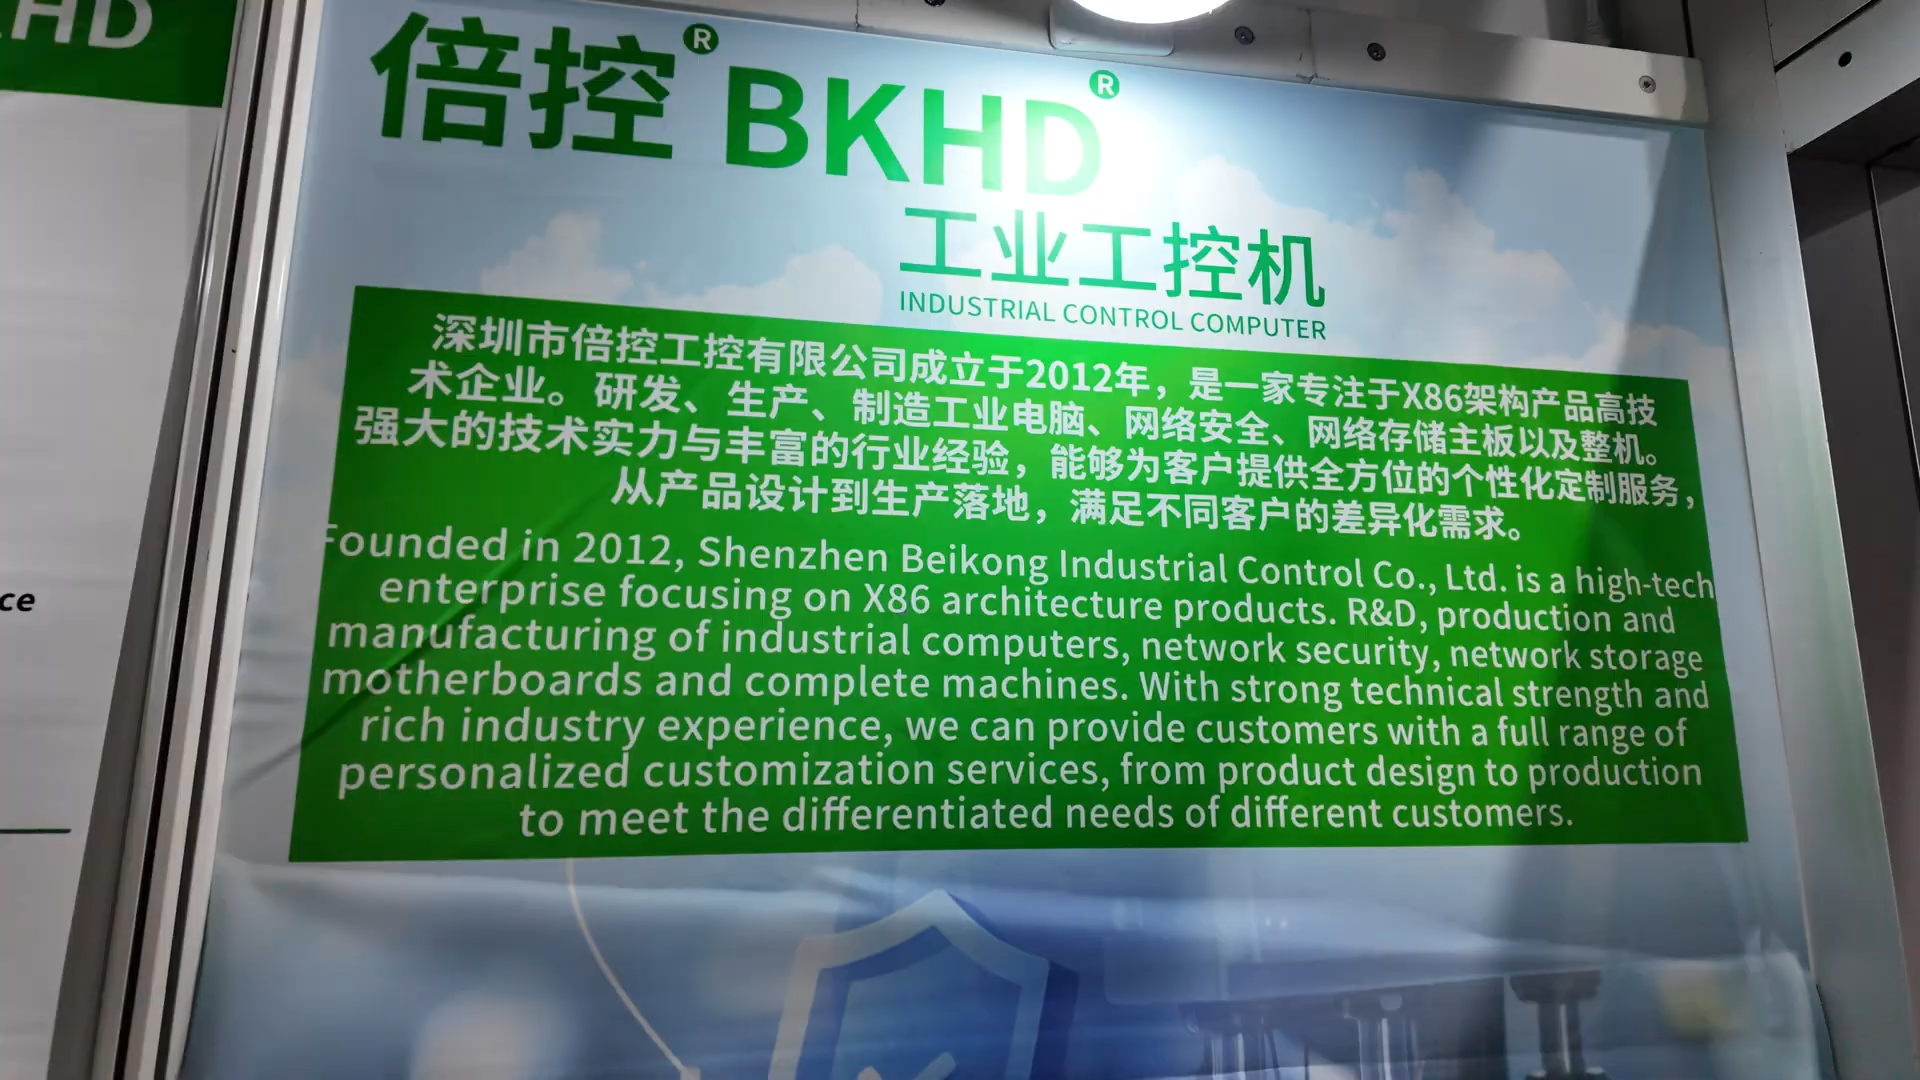 HD
ce
倍控® BKHD®
工业工控机
INDUSTRIAL CONTROL COMPUTER
深圳市倍控工控有限公司成立于2012年，是一家专注于X86架构产品高技
术企业。研发、生产、制造工业电脑、网络安全、网络存储主板以及整机。
强大的技术实力与丰富的行业经验，能够为客户提供全方位的个性化定制服务，
从产品设计到生产落地，满足不同客户的差异化需求。
Founded in 2012, Shenzhen Beikong Industrial Control Co., Ltd. is a high-tech
enterprise focusing on X86 architecture products. R&D, production and
manufacturing of industrial computers, network security, network storage
motherboards and complete machines. With strong technical strength and
rich industry experience, we can provide customers with a full range of
personalized customization services, from product design to production
to meet the differentiated needs of different customers.